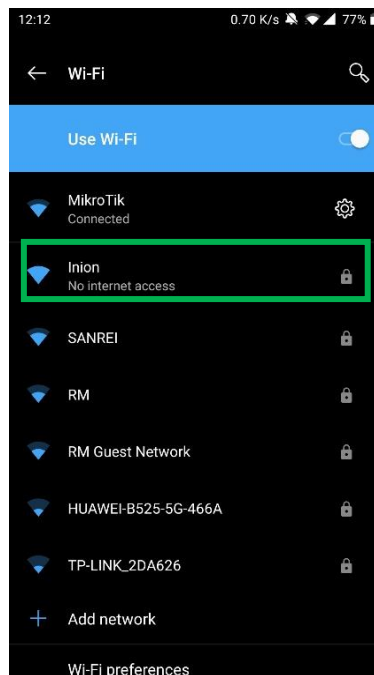 12:12 0.70 K/s 77%
Wi-Fi
Use Wi-Fi
MikroTik
Connected
Inion
No internet access
SANREI
RM
RM Guest Network
HUAWEI-B525-5G-466A
TP-LINK_2DA626
Add network
Wi-Fi preferences